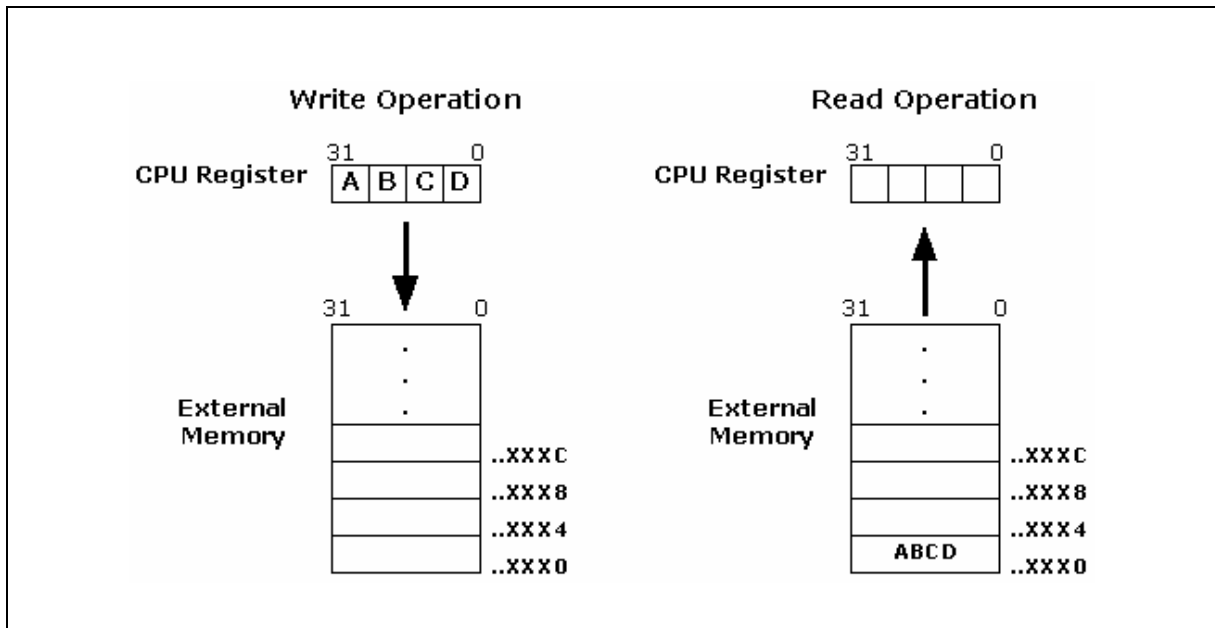 Write Operation
31 0
CPU Register
A B C D
31 0
.
.
.
External
Memory
..XXXC
..XXX8
..XXX4
..XXX0
Read Operation
31 0
CPU Register
31 0
.
.
.
External
Memory
..XXXC
..XXX8
..XXX4
ABCD
..XXX0